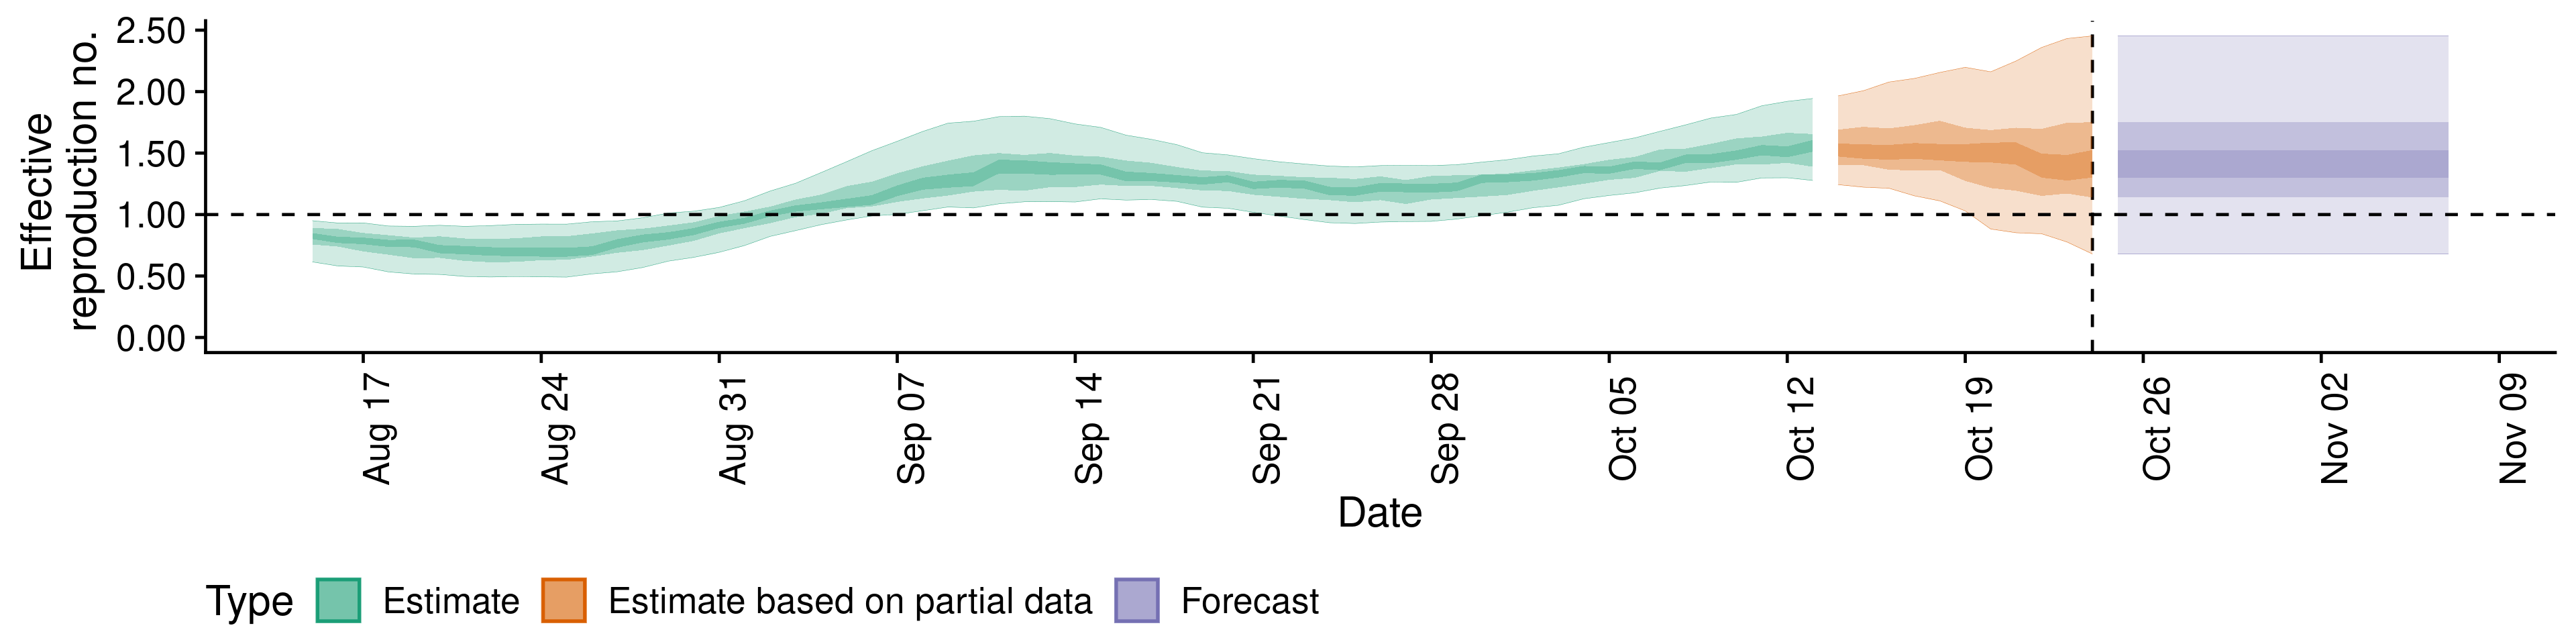 Effective
reproduction no.
2.50
2.00
1.50
1.00
0.50
0.00
Aug 17
Aug 24
Aug 31
Sep 07
Sep 14
Sep 21
Sep 28
Oct 05
Oct 12
Oct 19
Oct 26
Nov 02
Nov 09
Date
Type Estimate Estimate based on partial data Forecast